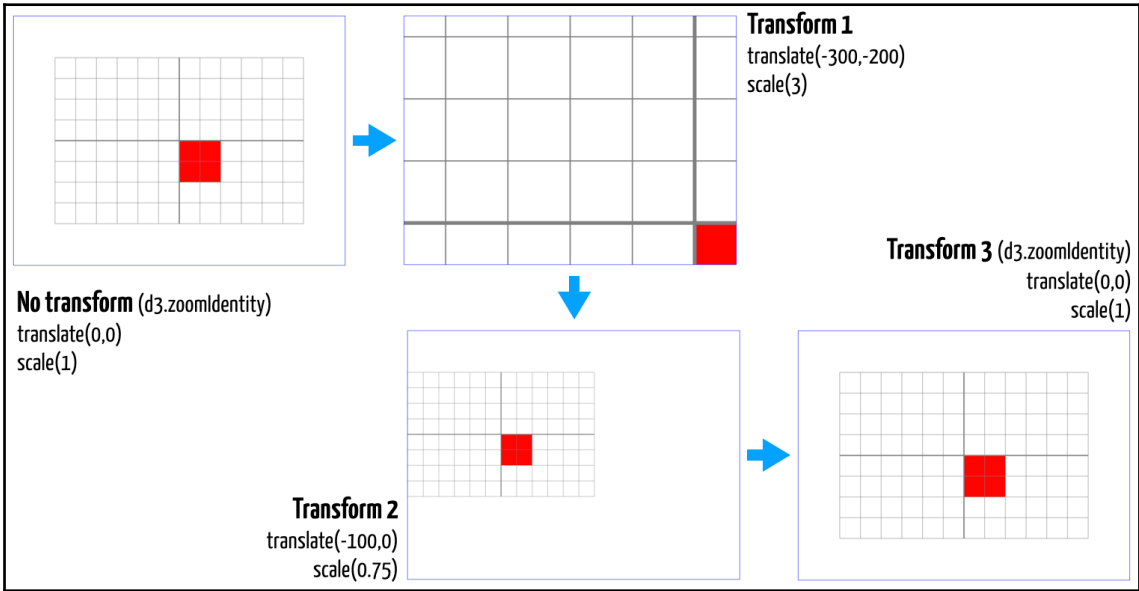 Transform 1
translate(-300,-200)
scale(3)
No transform (d3.zoomIdentity)
translate(0,0)
scale(1)
Transform 2
translate(-100,0)
scale(0.75)
Transform 3 (d3.zoomIdentity)
translate(0,0)
scale(1)